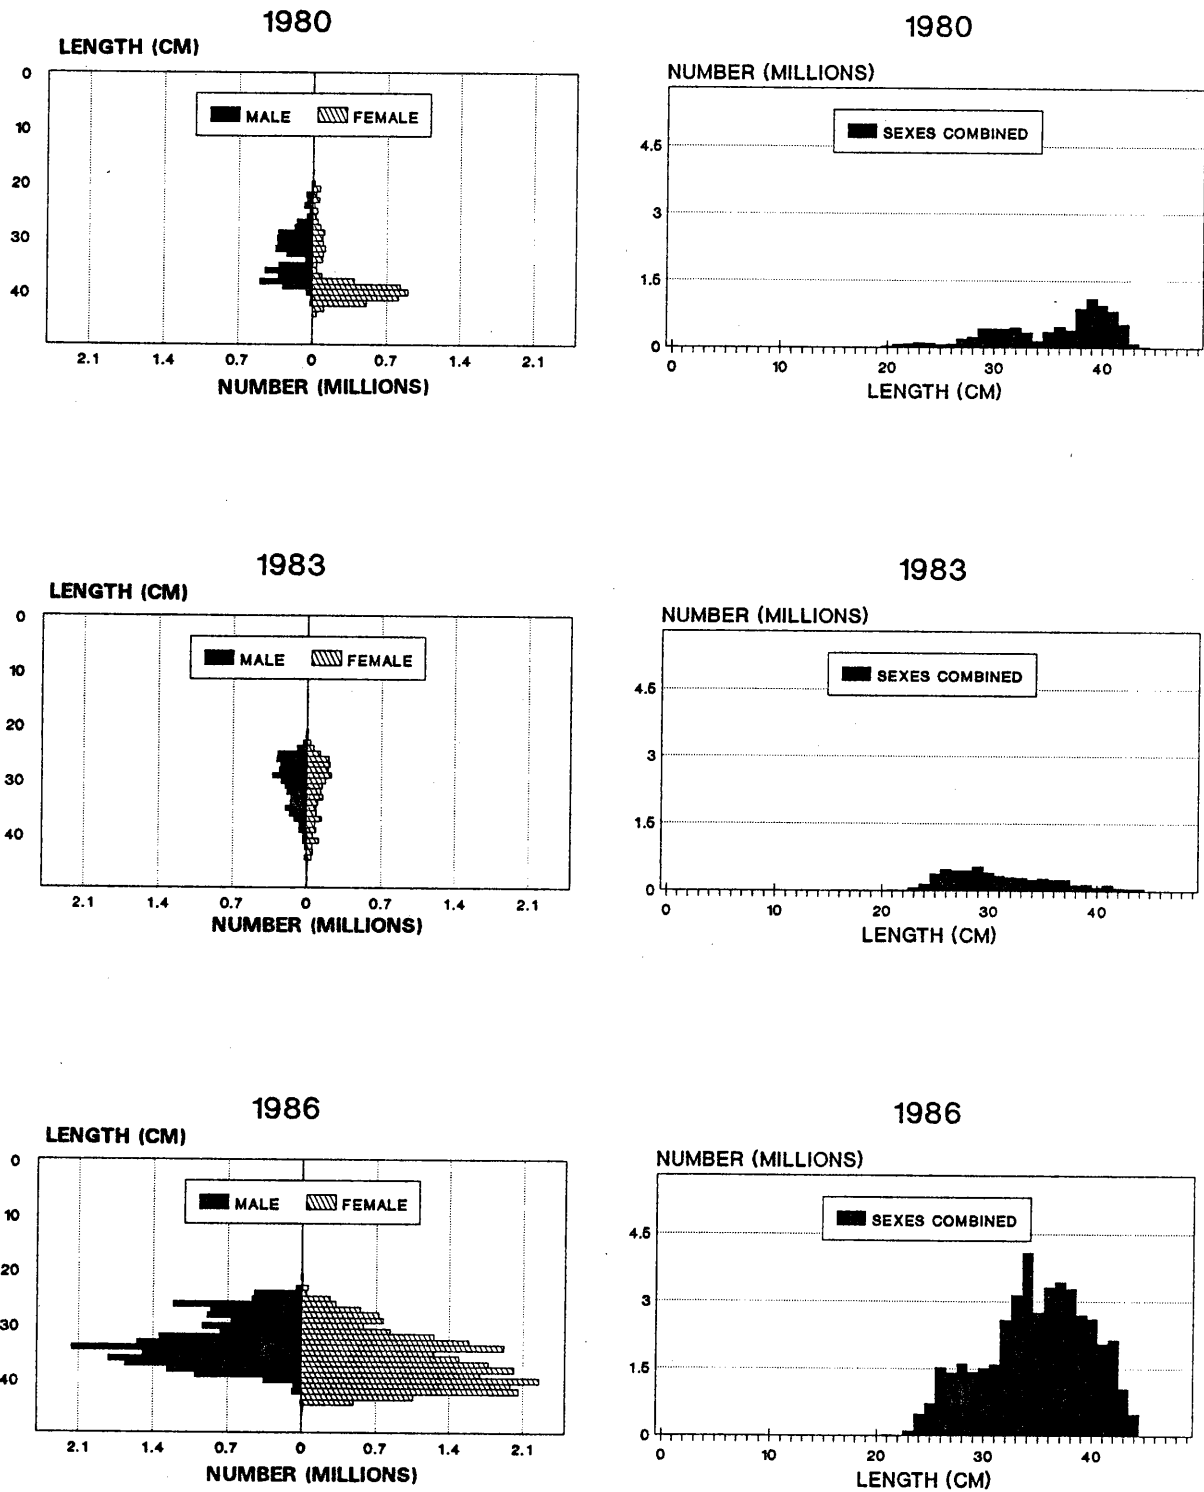 1980
LENGTH (CM)
0
MALE FEMALE
10
20
30
40
2.1 1.4 0.7 0 0.7 1.4 2.1
NUMBER (MILLIONS)
1980
NUMBER (MILLIONS)
SEXES COMBINED
4.5
3
1.5
0
0 10 20 30 40
LENGTH (CM)
1983
LENGTH (CM)
0
MALE FEMALE
10
20
30
40
2.1 1.4 0.7 0 0.7 1.4 2.1
NUMBER (MILLIONS)
1983
NUMBER (MILLIONS)
SEXES COMBINED
4.5
3
1.5
0
0 10 20 30 40
LENGTH (CM)
1986
LENGTH (CM)
0
MALE FEMALE
10
20
30
40
2.1 1.4 0.7 0 0.7 1.4 2.1
NUMBER (MILLIONS)
1986
NUMBER (MILLIONS)
SEXES COMBINED
4.5
3
1.5
0
0 10 20 30 40
LENGTH (CM)